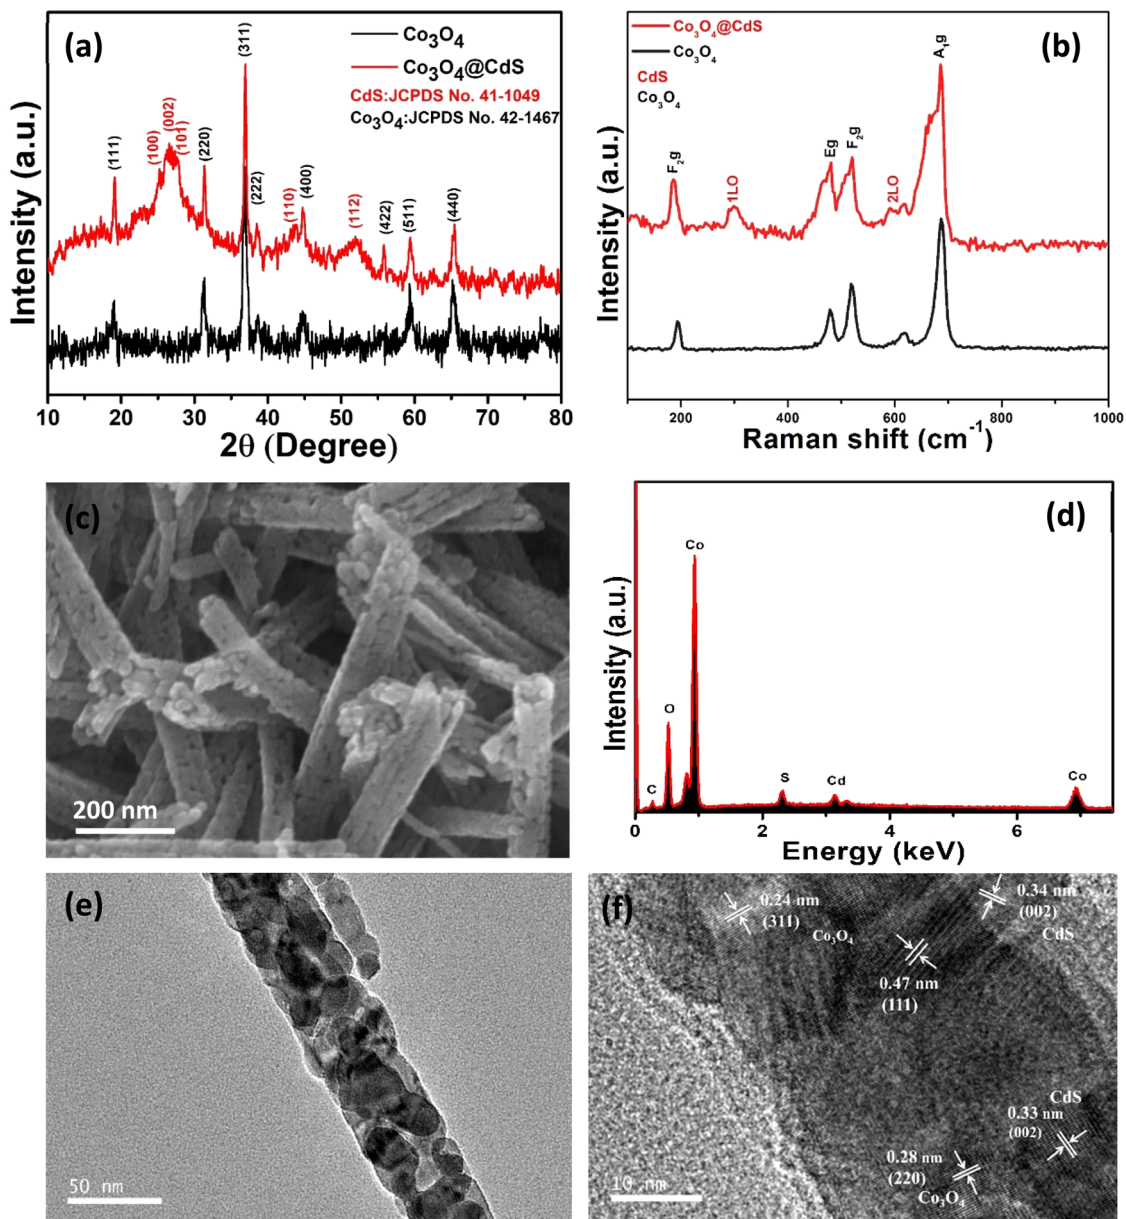 (a)
Co₃O₄
Co₃O₄@CdS
CdS:JCPDS No. 41-1049
Co₃O₄:JCPDS No. 42-1467
(111)
(100)
(002)
(101)
(220)
(311)
(222)
(110)
(400)
(112)
(422)
(511)
(440)
Intensity (a.u.)
10 20 30 40 50 60 70 80
2θ (Degree)
(b)
Co₃O₄@CdS
Co₃O₄
CdS
Co₃O₄
F₂g
1LO
Eg
F₂g
2LO
A₁g
Intensity (a.u.)
200 400 600 800 1000
Raman shift (cm⁻¹)
(c)
200 nm
(d)
C
O
Co
S
Cd
Co
Intensity (a.u.)
0 2 4 6
Energy (keV)
(e)
50 nm
(f)
0.24 nm
(311)
Co₃O₄
0.34 nm
(002)
CdS
0.47 nm
(111)
CdS
0.33 nm
(002)
0.28 nm
(220)
Co₃O₄
10 nm